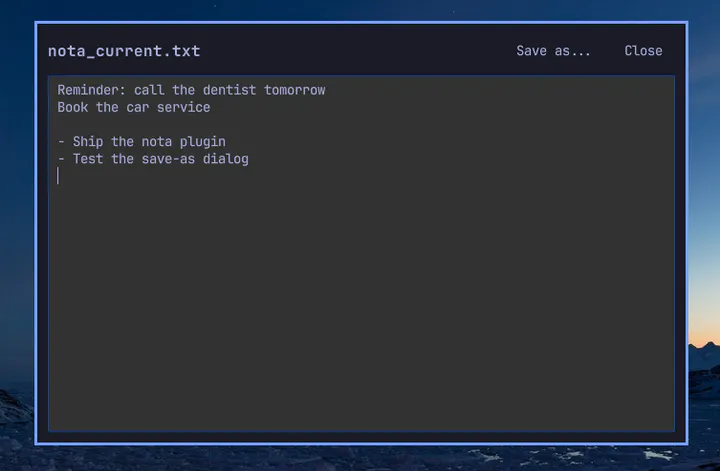 nota_current.txt
Save as...
Close
Reminder: call the dentist tomorrow
Book the car service
- Ship the nota plugin
- Test the save-as dialog